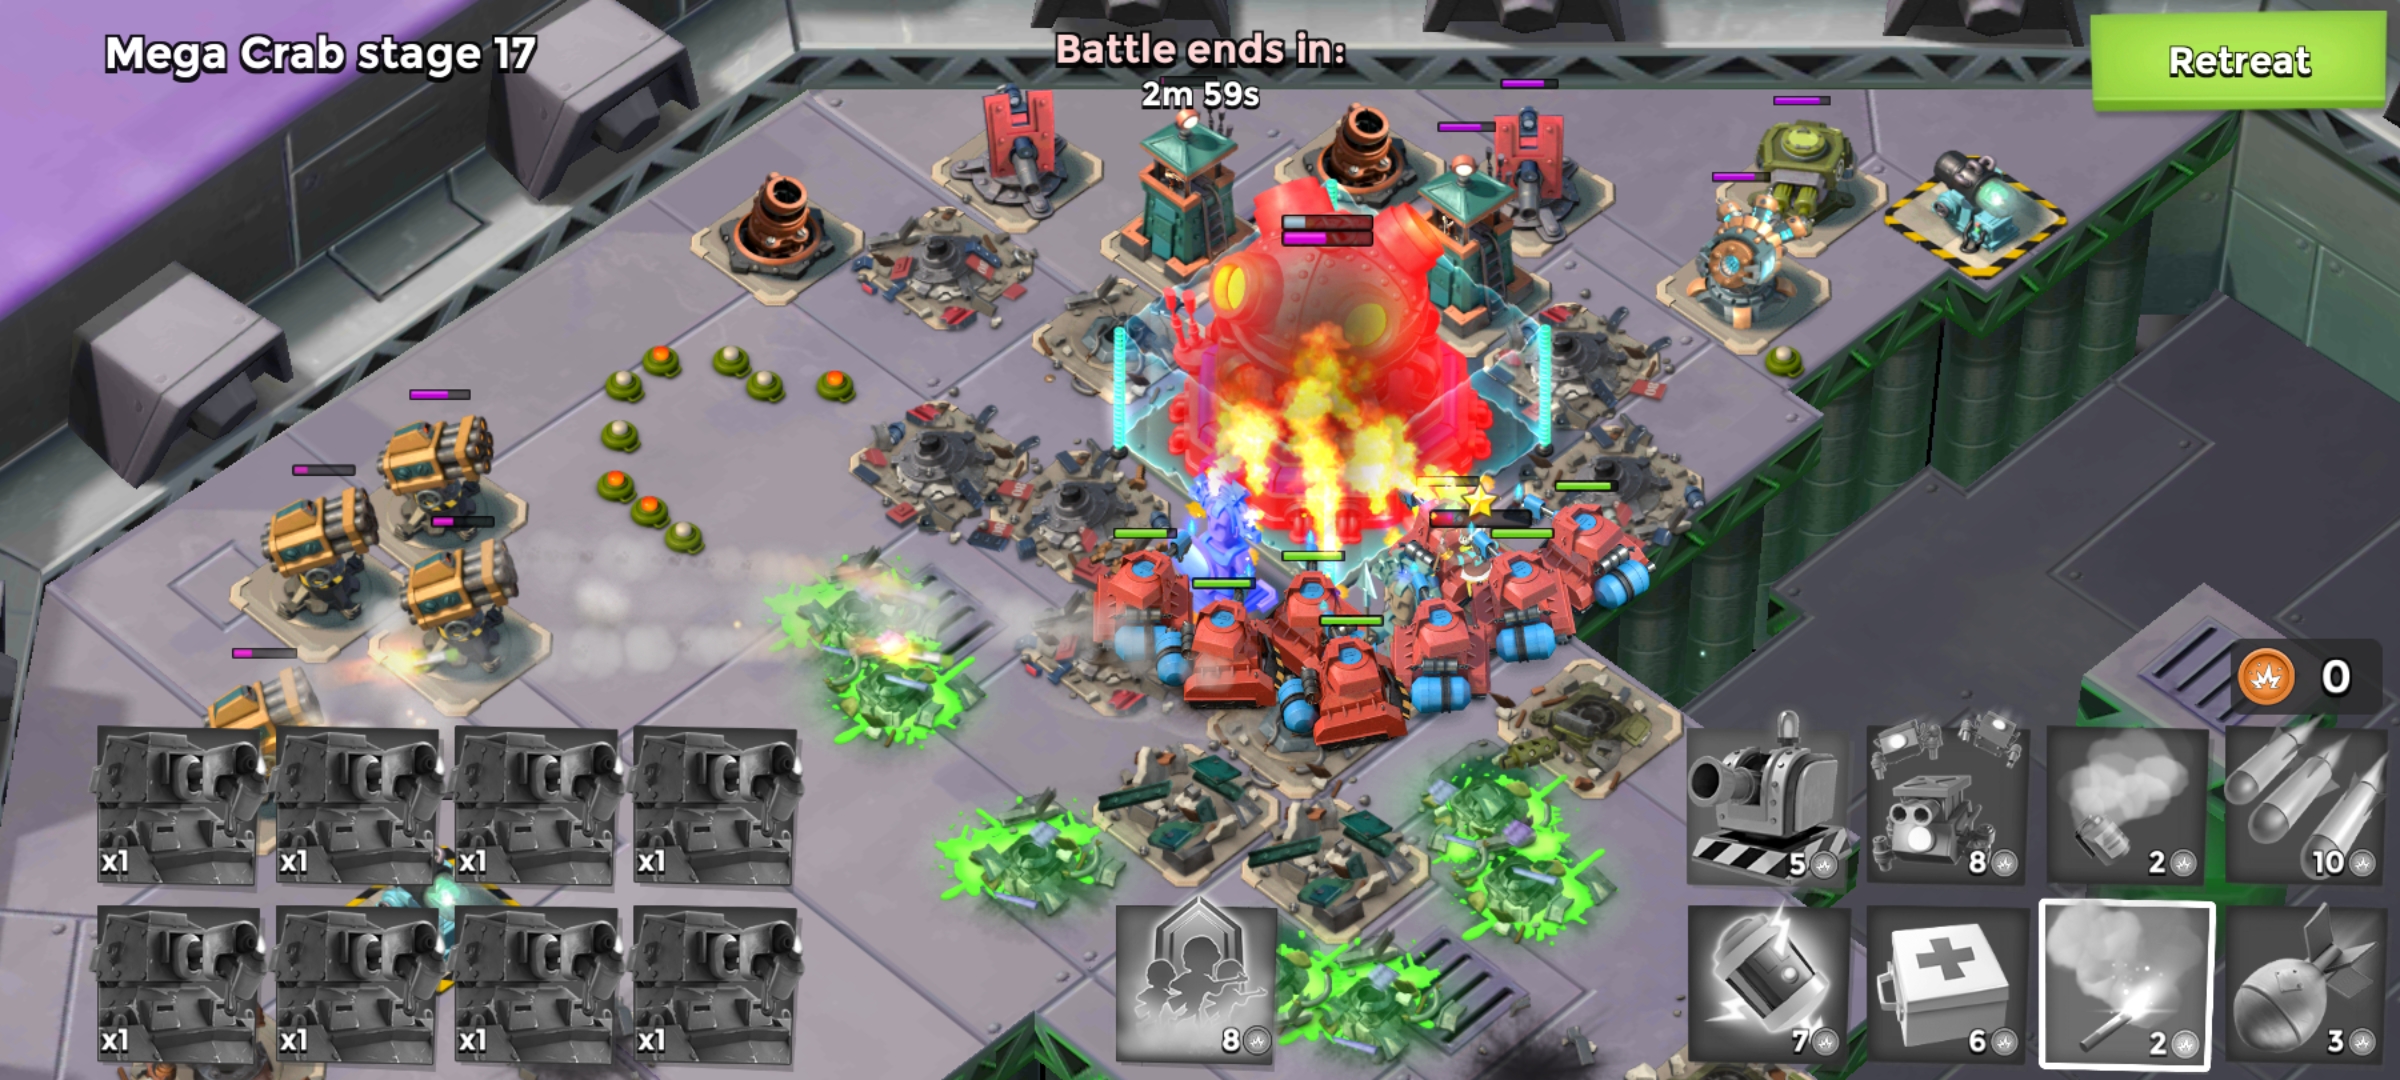 Mega Crab stage 17
Battle ends in:
2m 59s
Retreat
0
x1 x1 x1 x1
5 8 2 10
x1 x1 x1 x1
8
7 6 2 3